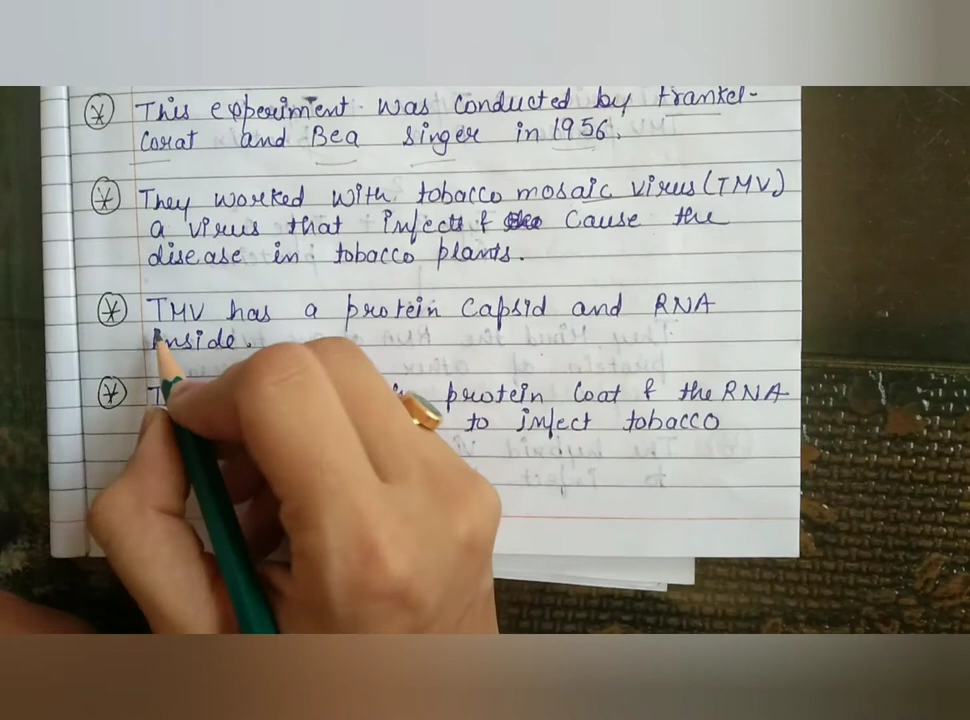 This experiment was conducted by Frankel-
Corat and Bea singer in 1956.
They worked with tobacco mosaic virus (TMV)
a virus that infect & cause the
disease in tobacco plants.
TMV has a protein Capsid and RNA
inside.
protein Coat & the RNA
to infect tobacco